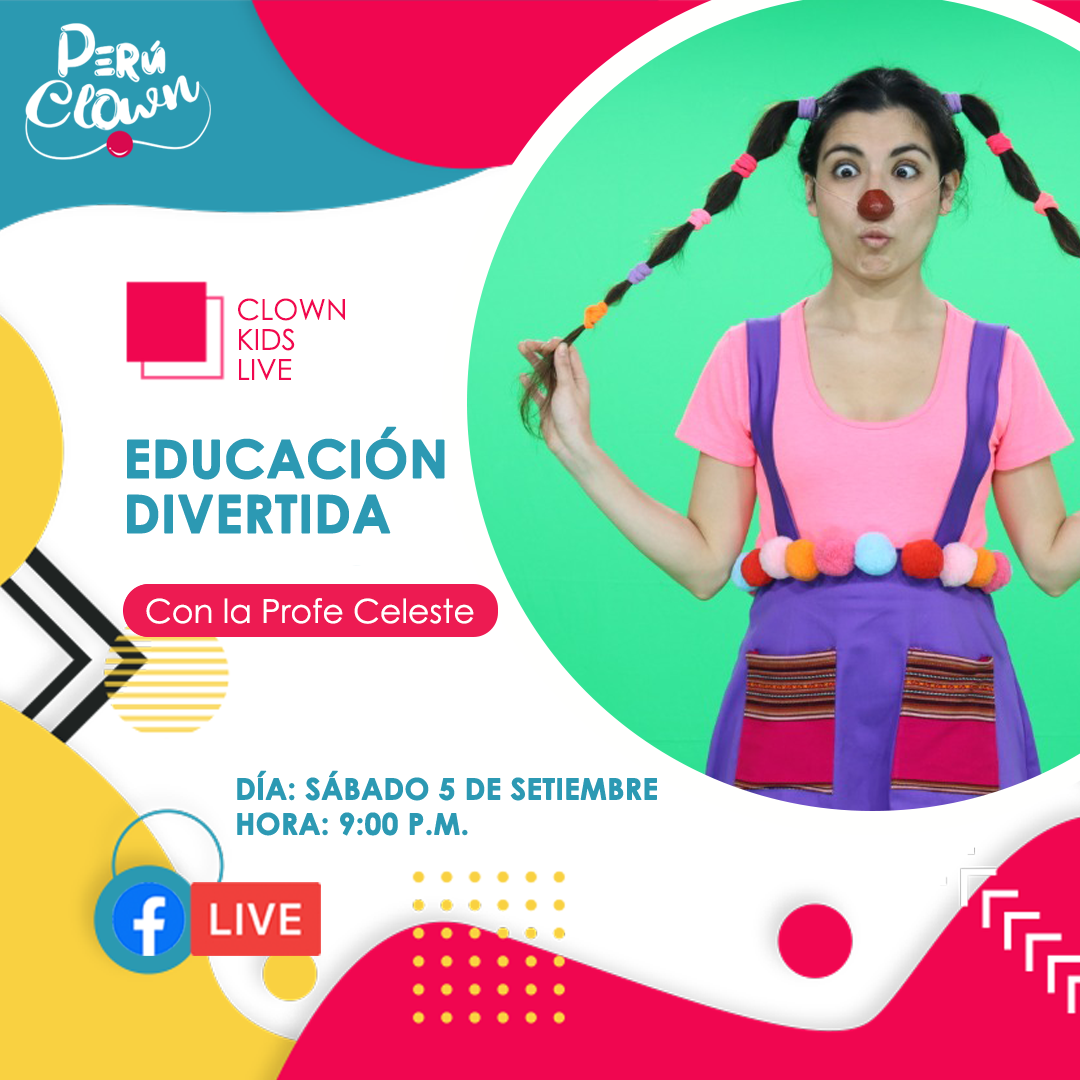 PERÚ
Clown
CLOWN
KIDS
LIVE
EDUCACIÓN
DIVERTIDA
Con la Profe Celeste
DÍA: SÁBADO 5 DE SETIEMBRE
HORA: 9:00 P.M.
f LIVE